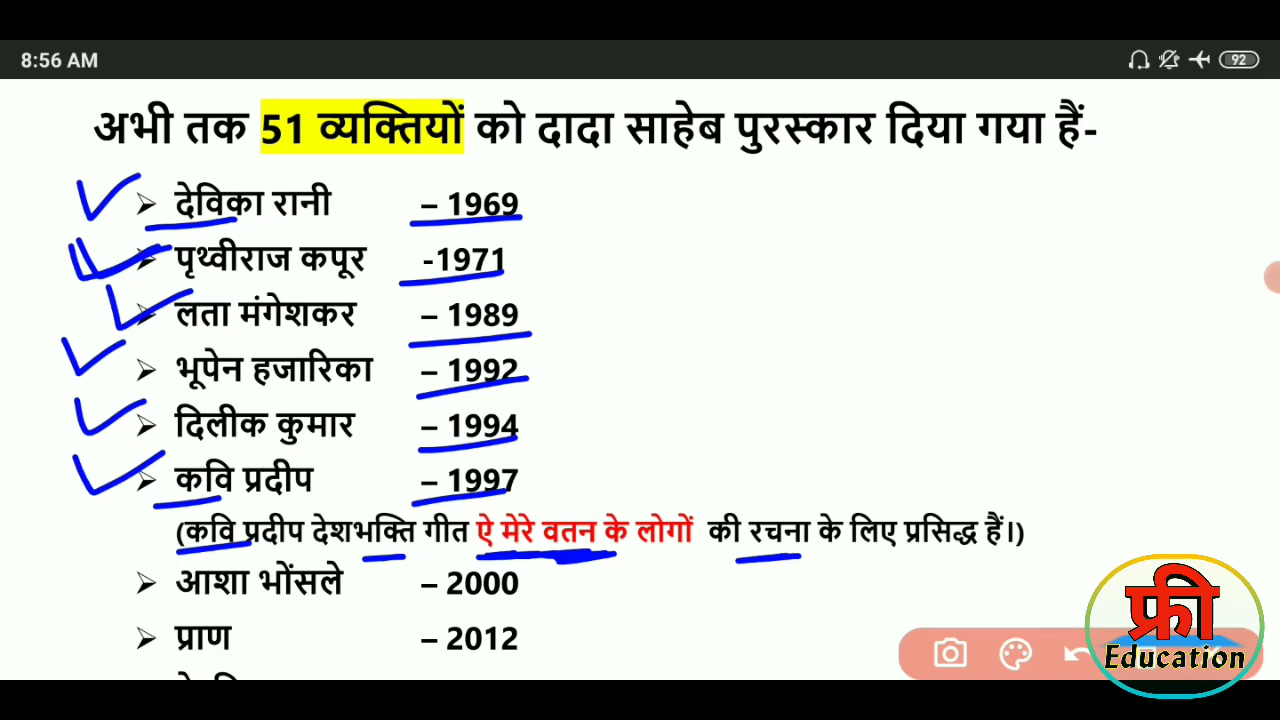 8:56 AM
92
अभी तक 51 व्यक्तियों को दादा साहेब पुरस्कार दिया गया हैं-
देविका रानी – 1969
पृथ्वीराज कपूर -1971
लता मंगेशकर – 1989
भूपेन हजारिका – 1992
दिलीक कुमार – 1994
कवि प्रदीप – 1997
(कवि प्रदीप देशभक्ति गीत ऐ मेरे वतन के लोगों की रचना के लिए प्रसिद्ध हैं।)
आशा भोंसले – 2000
प्राण – 2012
फ्री
Education